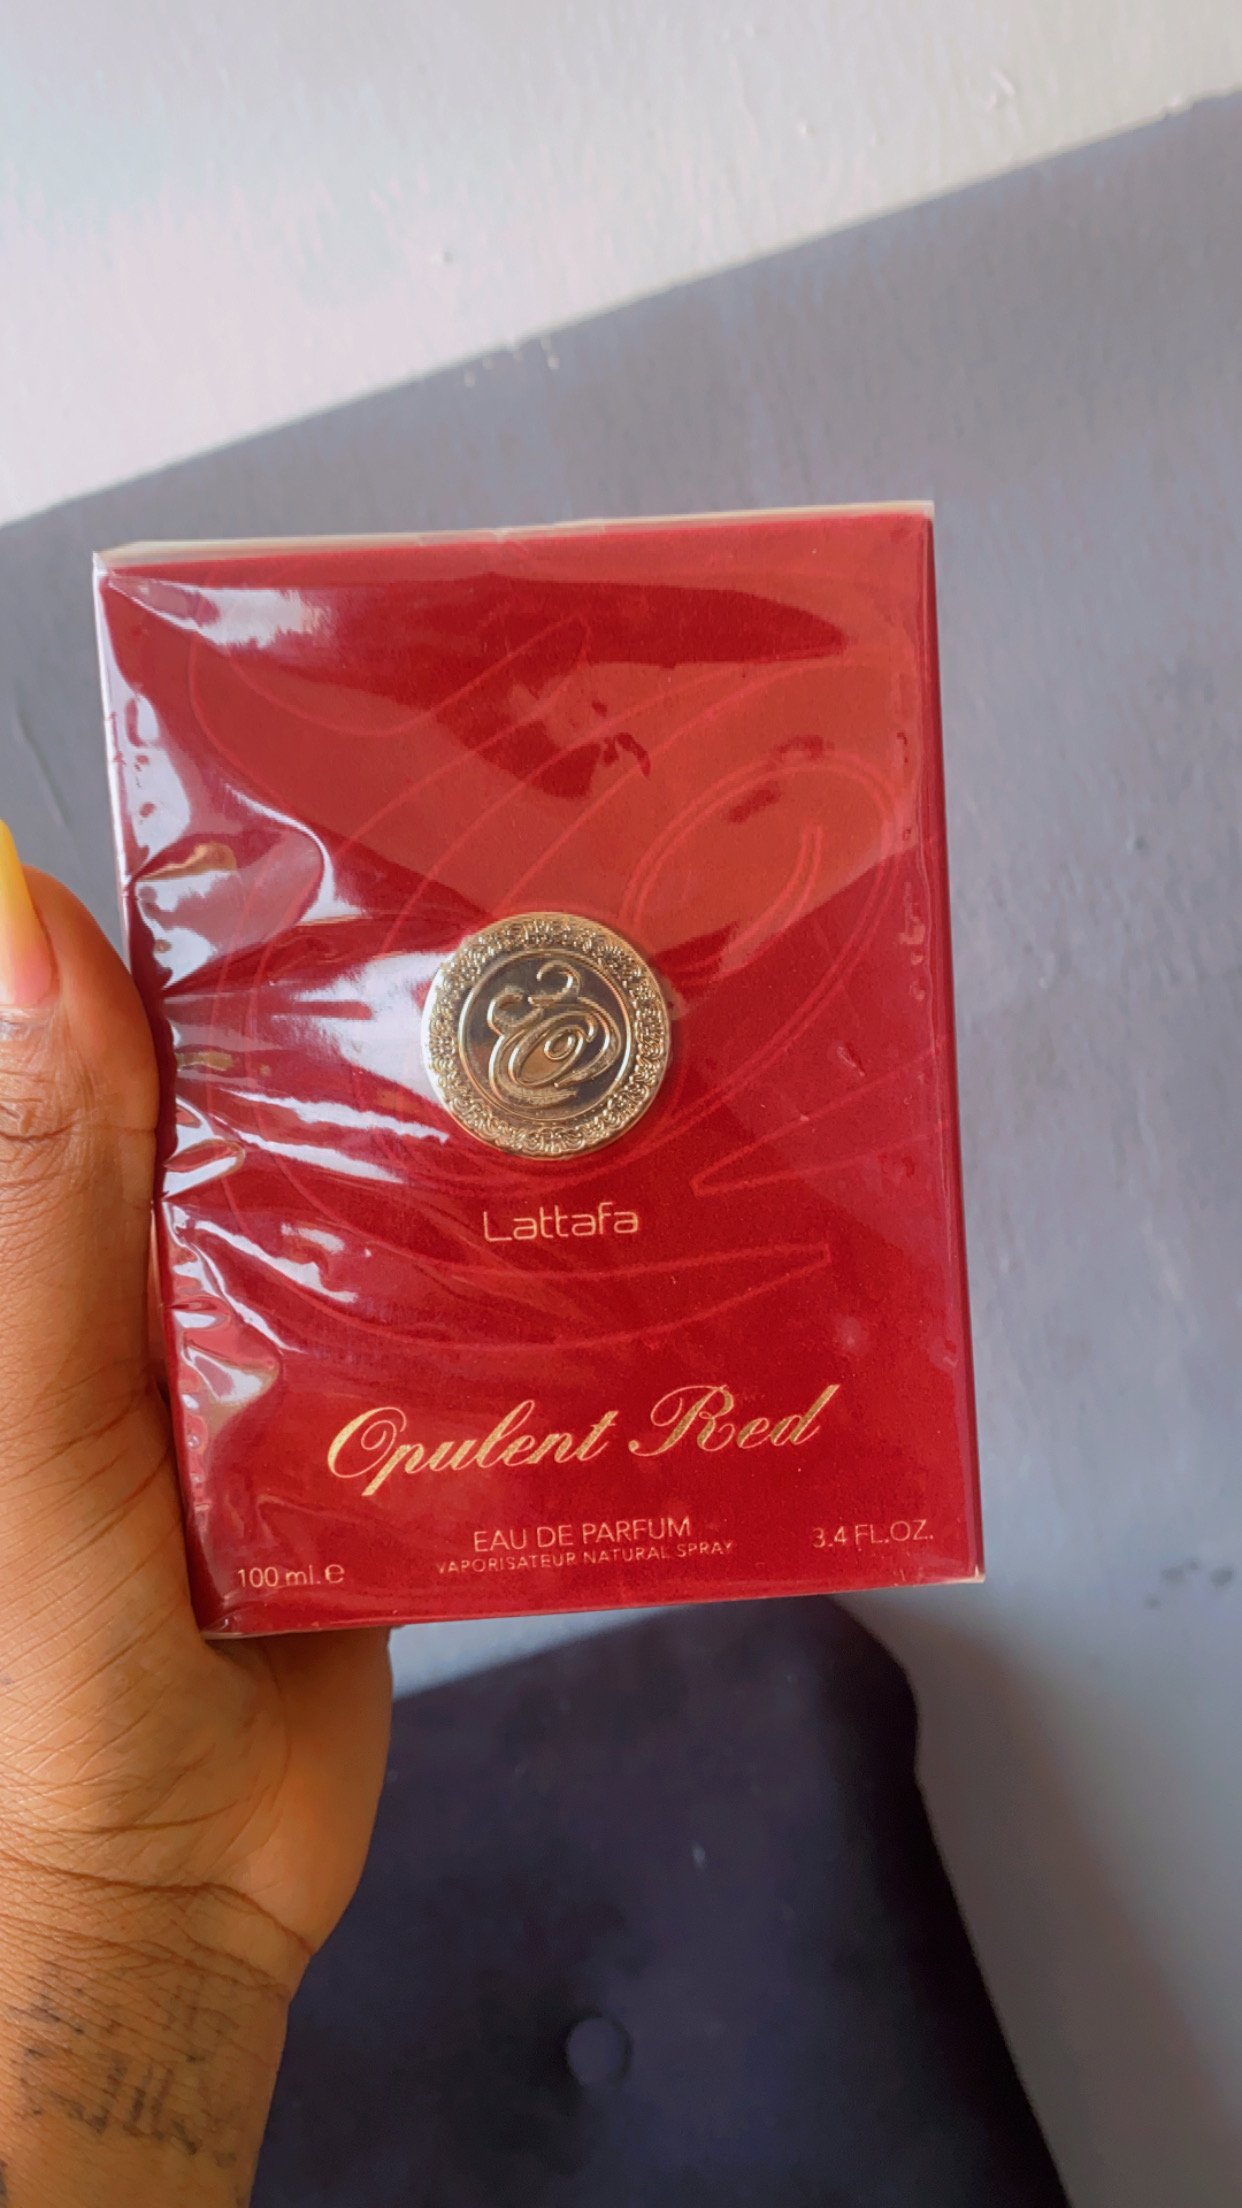 Lattafa
Opulent Red
EAU DE PARFUM
VAPORISATEUR NATURAL SPRAY
100 ml. e
3.4 FL.OZ.